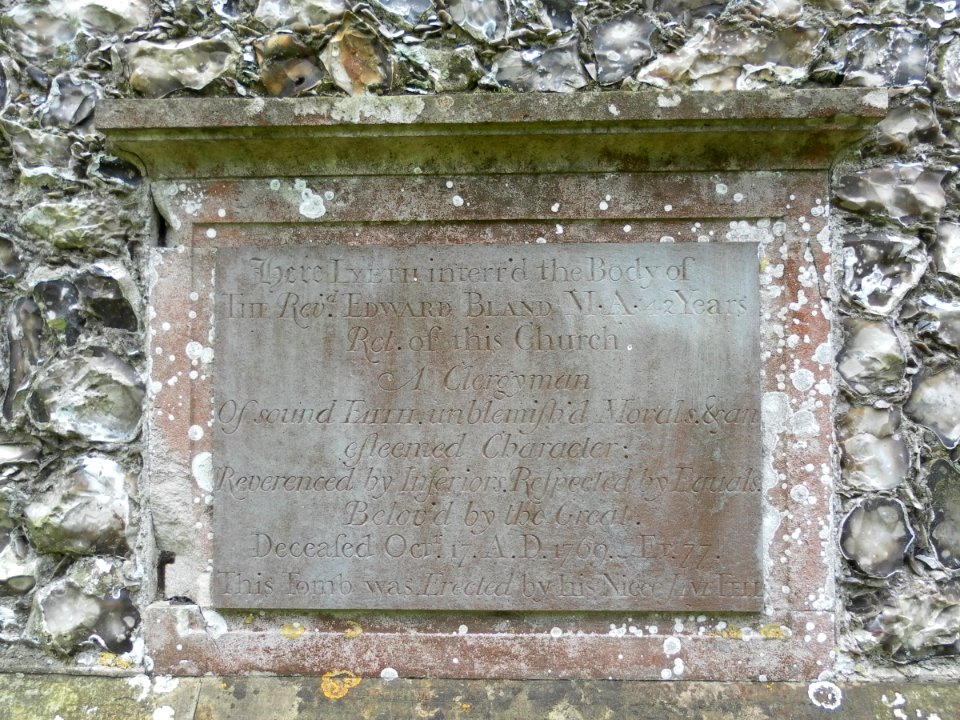 Here LYETH interr'd the Body of
THE Revd. EDWARD BLAND M.A. 42 Years
Rct. of this Church.
A Clergyman
Of sound FAITH, unblemish'd Morals, & an
esteemed Character:
Reverenced by Inferiors, Respected by Equals
Belov'd by the Great.
Deceased Octr. 17. A.D. 1769. Æt. 77.
This Tomb was Erected by his Niece